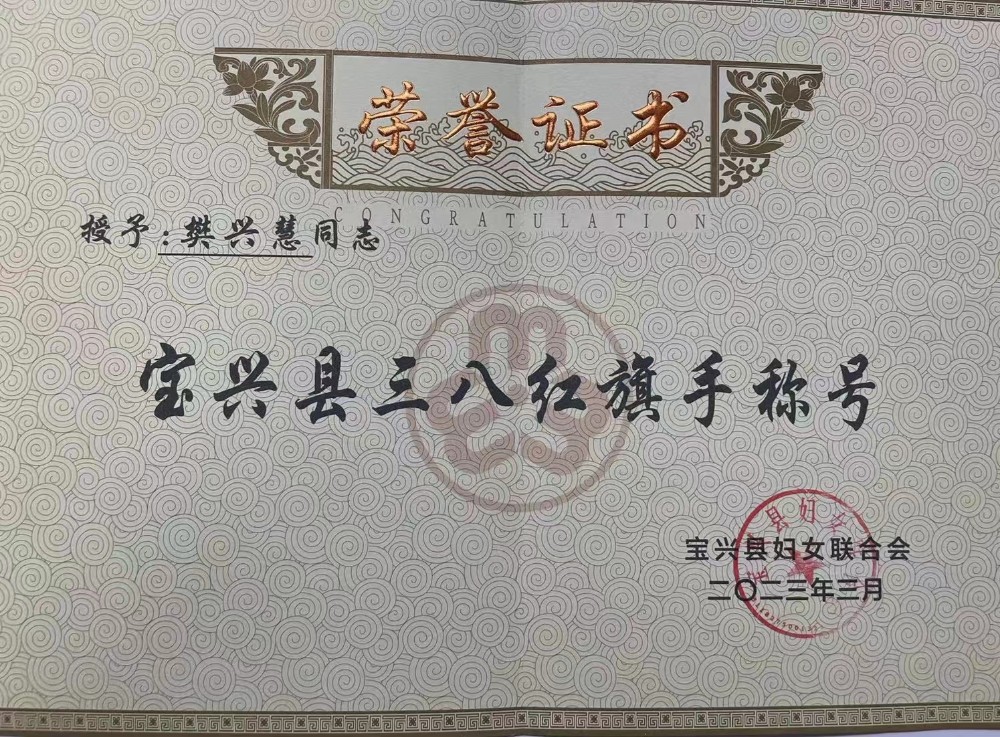 荣誉证书
CONGRATULATION
授予:樊兴慧同志
宝兴县三八红旗手称号
宝兴县妇女联合会
二〇二三年三月